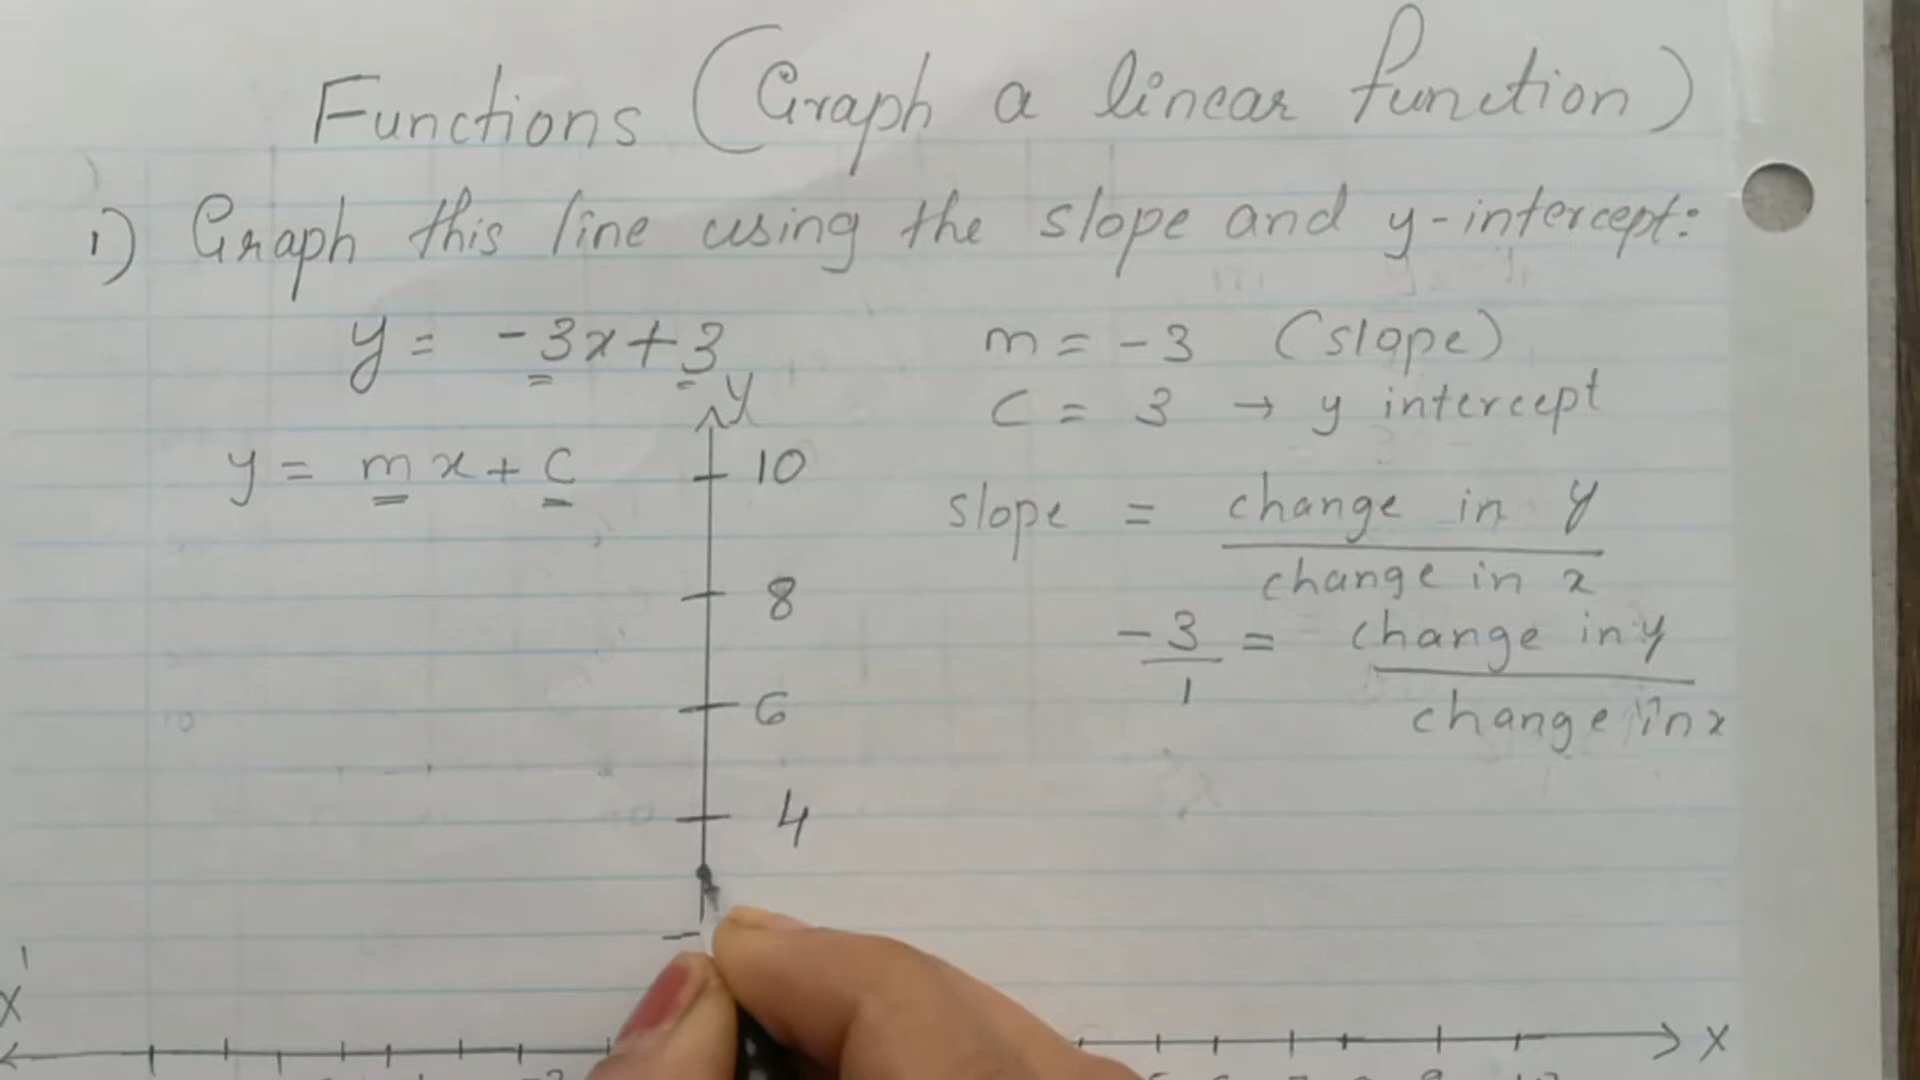 Functions (Graph a linear function)
1) Graph this line using the slope and y-intercept:
y = -3x+3
m = -3 (slope)
c = 3 → y intercept
y = mx + c
slope = change in y
change in x
-3 = change in y
1 change in x
y
10
8
6
4
X'
X